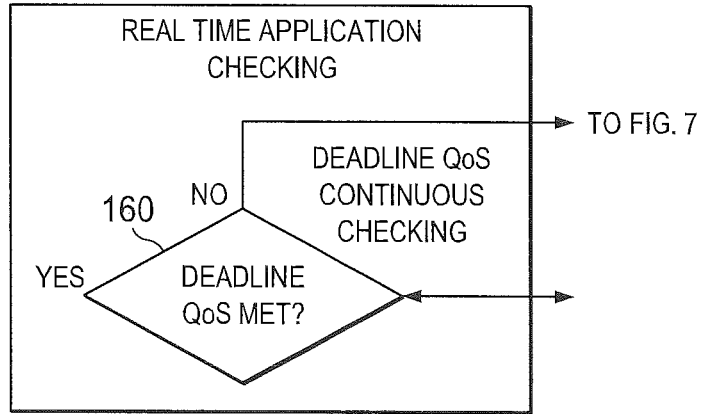 REAL TIME APPLICATION
CHECKING
TO FIG. 7
DEADLINE QoS
CONTINUOUS
CHECKING
NO
160
YES
DEADLINE
QoS MET?